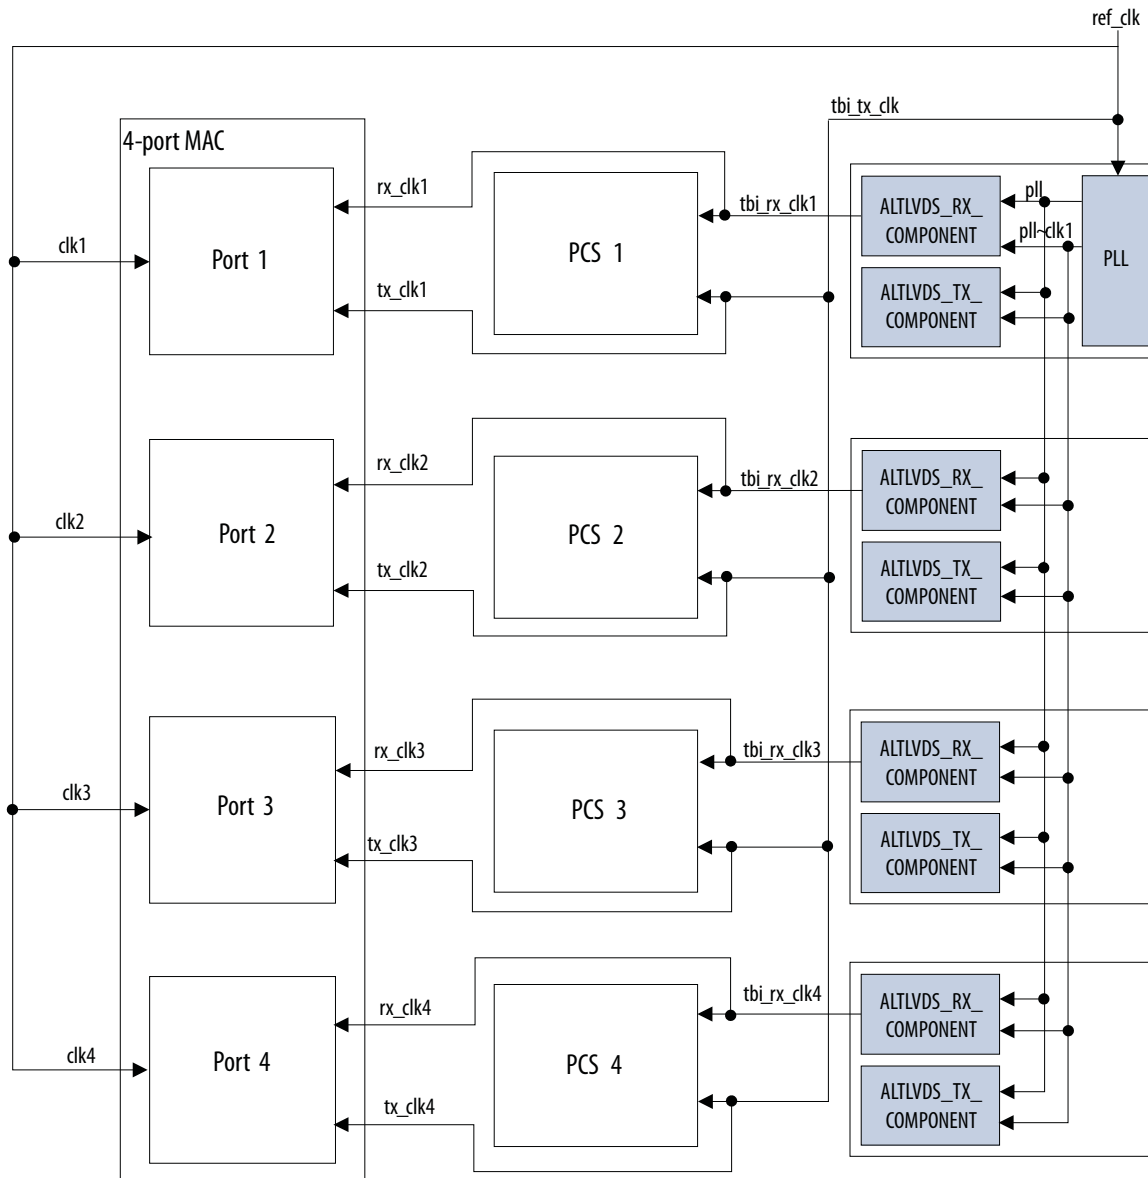 ref_clk
tbi_tx_clk
4-port MAC
rx_clk1
tbi_rx_clk1
ALTLVDS_RX_
COMPONENT
pll
pll~clk1
PLL
clk1
Port 1
PCS 1
tx_clk1
ALTLVDS_TX_
COMPONENT
rx_clk2
tbi_rx_clk2
ALTLVDS_RX_
COMPONENT
clk2
Port 2
PCS 2
tx_clk2
ALTLVDS_TX_
COMPONENT
rx_clk3
tbi_rx_clk3
ALTLVDS_RX_
COMPONENT
clk3
Port 3
PCS 3
tx_clk3
ALTLVDS_TX_
COMPONENT
rx_clk4
tbi_rx_clk4
ALTLVDS_RX_
COMPONENT
clk4
Port 4
PCS 4
tx_clk4
ALTLVDS_TX_
COMPONENT